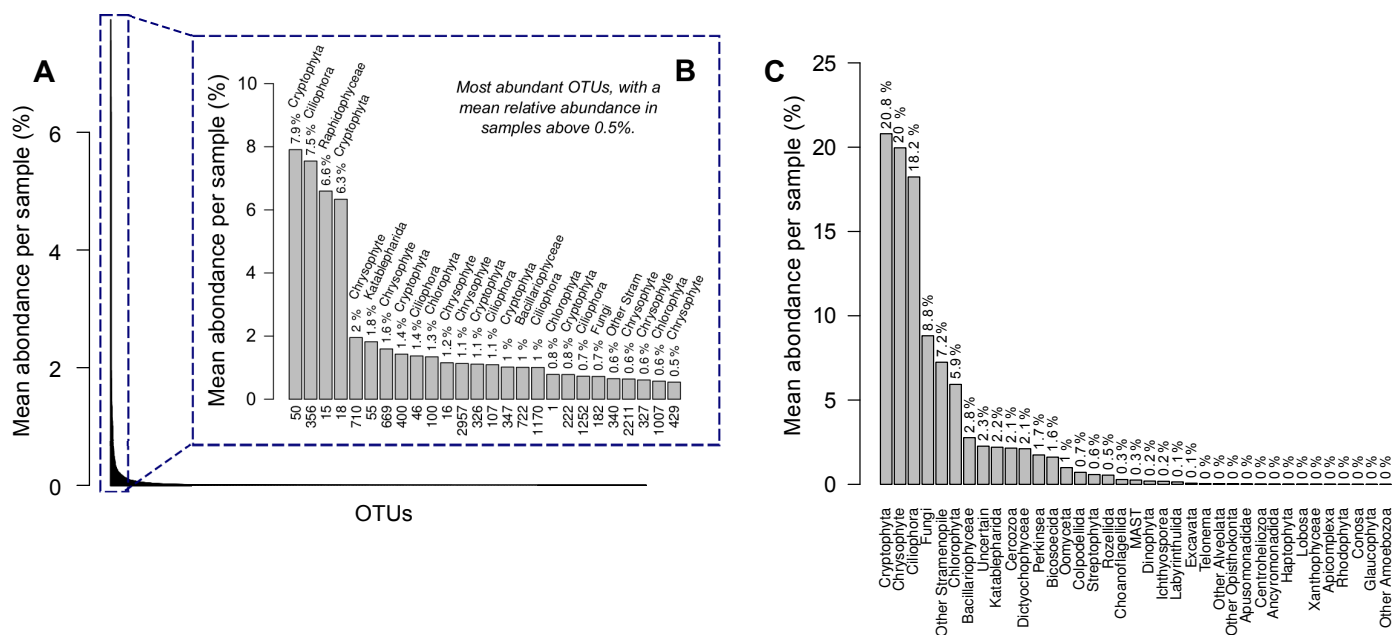 A
Mean abundance per sample (%)
6
4
2
0
OTUs
B
Most abundant OTUs, with a
mean relative abundance in
samples above 0.5%.
Mean abundance per sample (%)
10
8
6
4
2
0
7.9 % Cryptophyta
7.5 % Ciliophora
6.6 % Raphidophyceae
6.3 % Cryptophyta
2 % Chrysophyte
1.8 % Katablepharida
1.6 % Chrysophyte
1.4 % Cryptophyta
1.4 % Ciliophora
1.3 % Chlorophyta
1.2 % Chrysophyte
1.1 % Chrysophyte
1.1 % Cryptophyta
1.1 % Ciliophora
1 % Cryptophyta
1 % Bacillariophyceae
1 % Ciliophora
0.8 % Chlorophyta
0.8 % Cryptophyta
0.7 % Ciliophora
0.7 % Fungi
0.6 % Other Stram
0.6 % Chrysophyte
0.6 % Chrysophyte
0.6 % Chlorophyta
0.5 % Chrysophyte
50
356
15
18
710
55
669
400
46
100
16
2957
326
107
347
722
1170
1
222
1252
182
340
2211
327
1007
429
C
Mean abundance per sample (%)
25
20
15
10
5
0
20.8 %
20 %
18.2 %
8.8 %
7.2 %
5.9 %
2.8 %
2.3 %
2.2 %
2.1 %
2.1 %
1.7 %
1.6 %
1 %
0.7 %
0.6 %
0.5 %
0.3 %
0.3 %
0.2 %
0.2 %
0.1 %
0.1 %
0 %
0 %
0 %
0 %
0 %
0 %
0 %
0 %
0 %
0 %
0 %
0 %
0 %
0 %
Cryptophyta
Chrysophyte
Ciliophora
Fungi
Other Stramenopile
Chlorophyta
Bacillariophyceae
Uncertain
Katablepharida
Cercozoa
Dictyochophyceae
Perkinsea
Bicosoecida
Oomyceta
Colpodellida
Streptophyta
Rozellida
Choanoflagellida
MAST
Dinophyta
Ichthyosporea
Labyrinthulida
Excavata
Telonema
Other Alveolata
Other Opisthokonta
Apusomonadidae
Centroheliozoa
Ancyromonadida
Haptophyta
Lobosa
Xanthophyceae
Apicomplexa
Rhodophyta
Conosa
Glaucophyta
Other Amoebozoa